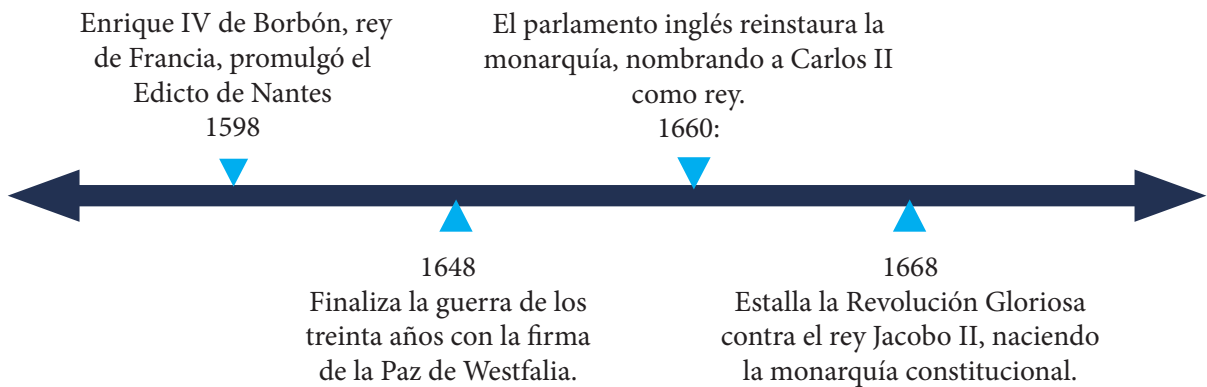 Enrique IV de Borbón, rey
de Francia, promulgó el
Edicto de Nantes
1598
El parlamento inglés reinstaura la
monarquía, nombrando a Carlos II
como rey.
1660:
1648
Finaliza la guerra de los
treinta años con la firma
de la Paz de Westfalia.
1668
Estalla la Revolución Gloriosa
contra el rey Jacobo II, naciendo
la monarquía constitucional.